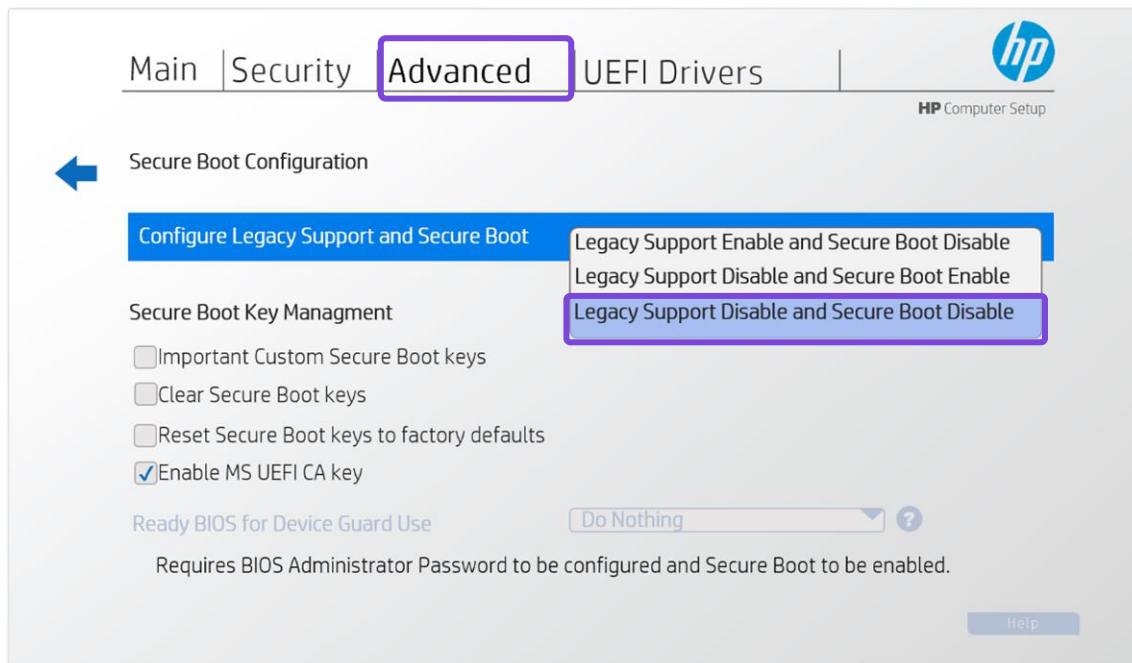 Main Security Advanced UEFI Drivers
hp
HP Computer Setup
Secure Boot Configuration
Configure Legacy Support and Secure Boot
Legacy Support Enable and Secure Boot Disable
Legacy Support Disable and Secure Boot Enable
Legacy Support Disable and Secure Boot Disable
Secure Boot Key Managment
Important Custom Secure Boot keys
Clear Secure Boot keys
Reset Secure Boot keys to factory defaults
Enable MS UEFI CA key
Ready BIOS for Device Guard Use Do Nothing ?
Requires BIOS Administrator Password to be configured and Secure Boot to be enabled.
Help